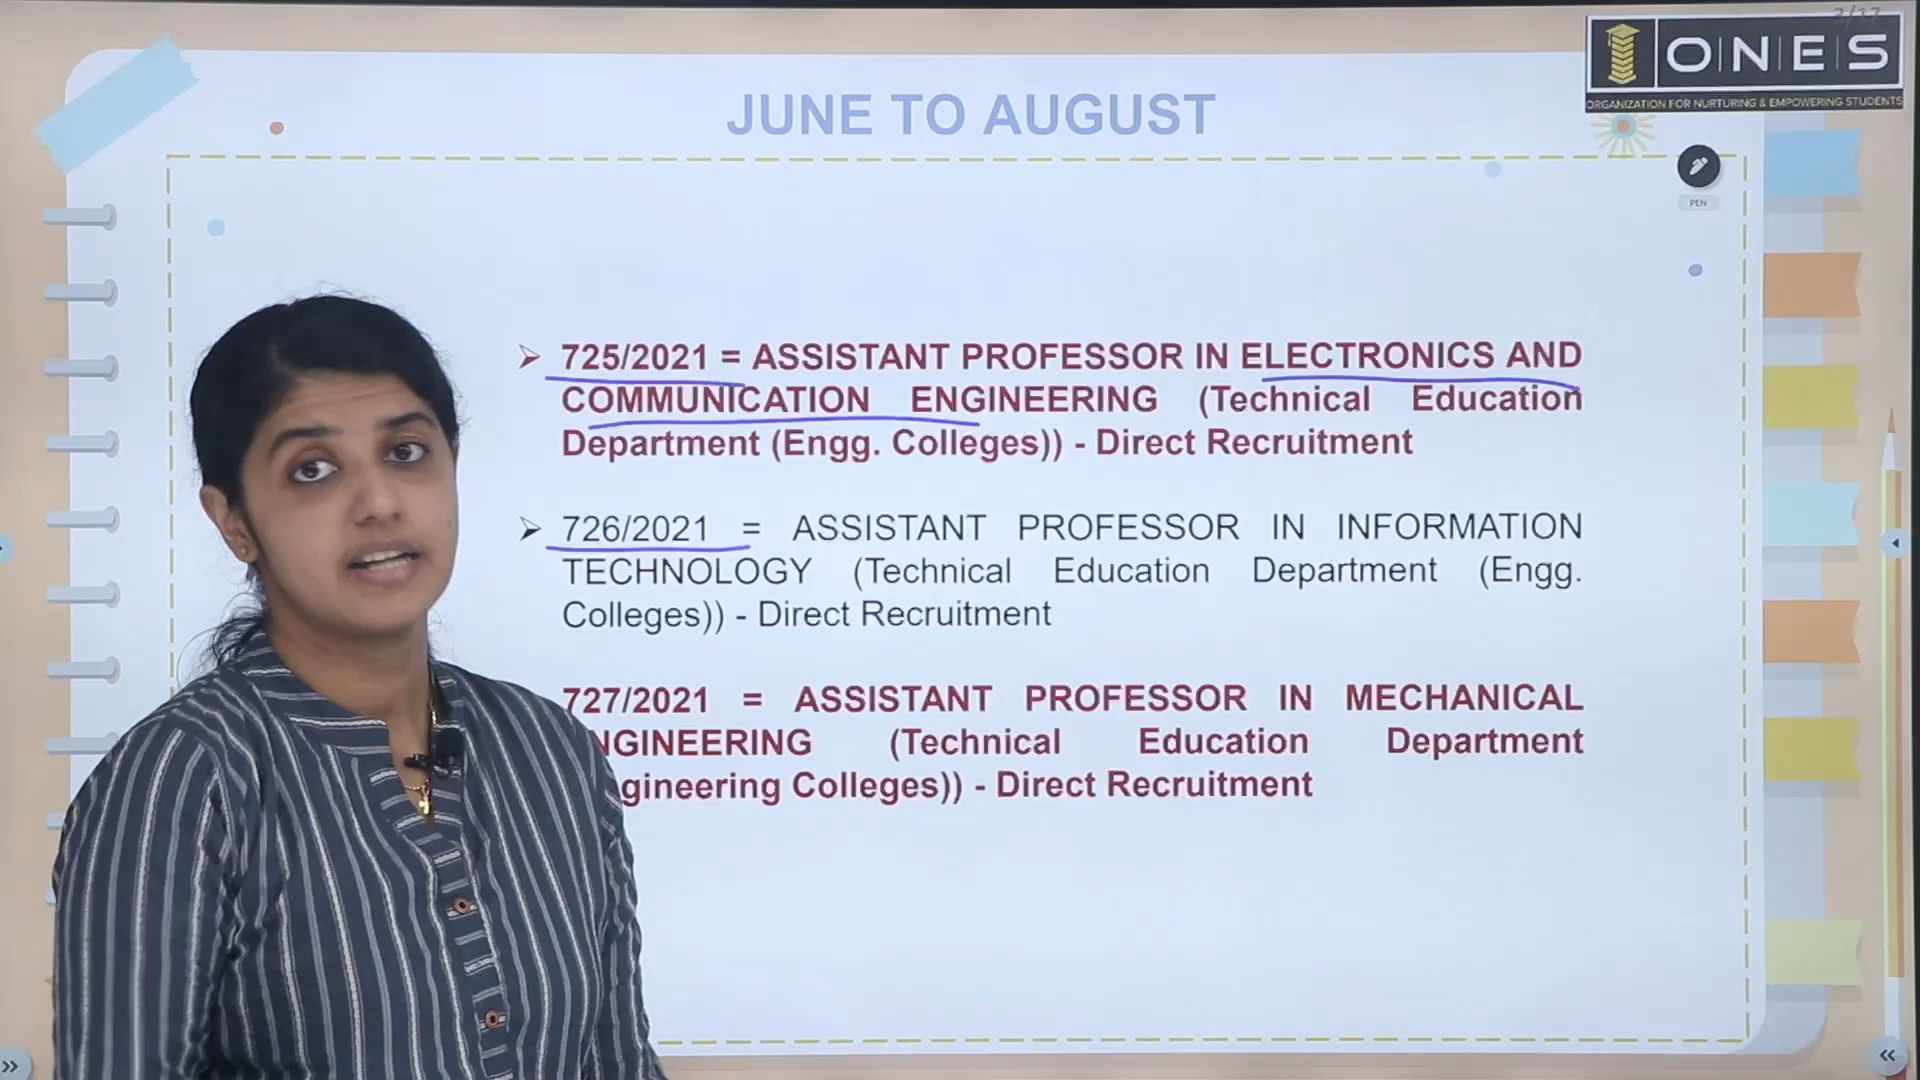 3/17
O|N|E|S
ORGANIZATION FOR NURTURING & EMPOWERING STUDENTS
JUNE TO AUGUST
PEN
725/2021 = ASSISTANT PROFESSOR IN ELECTRONICS AND
COMMUNICATION ENGINEERING (Technical Education
Department (Engg. Colleges)) - Direct Recruitment
726/2021 = ASSISTANT PROFESSOR IN INFORMATION
TECHNOLOGY (Technical Education Department (Engg.
Colleges)) - Direct Recruitment
727/2021 = ASSISTANT PROFESSOR IN MECHANICAL
NGINEERING (Technical Education Department
gineering Colleges)) - Direct Recruitment